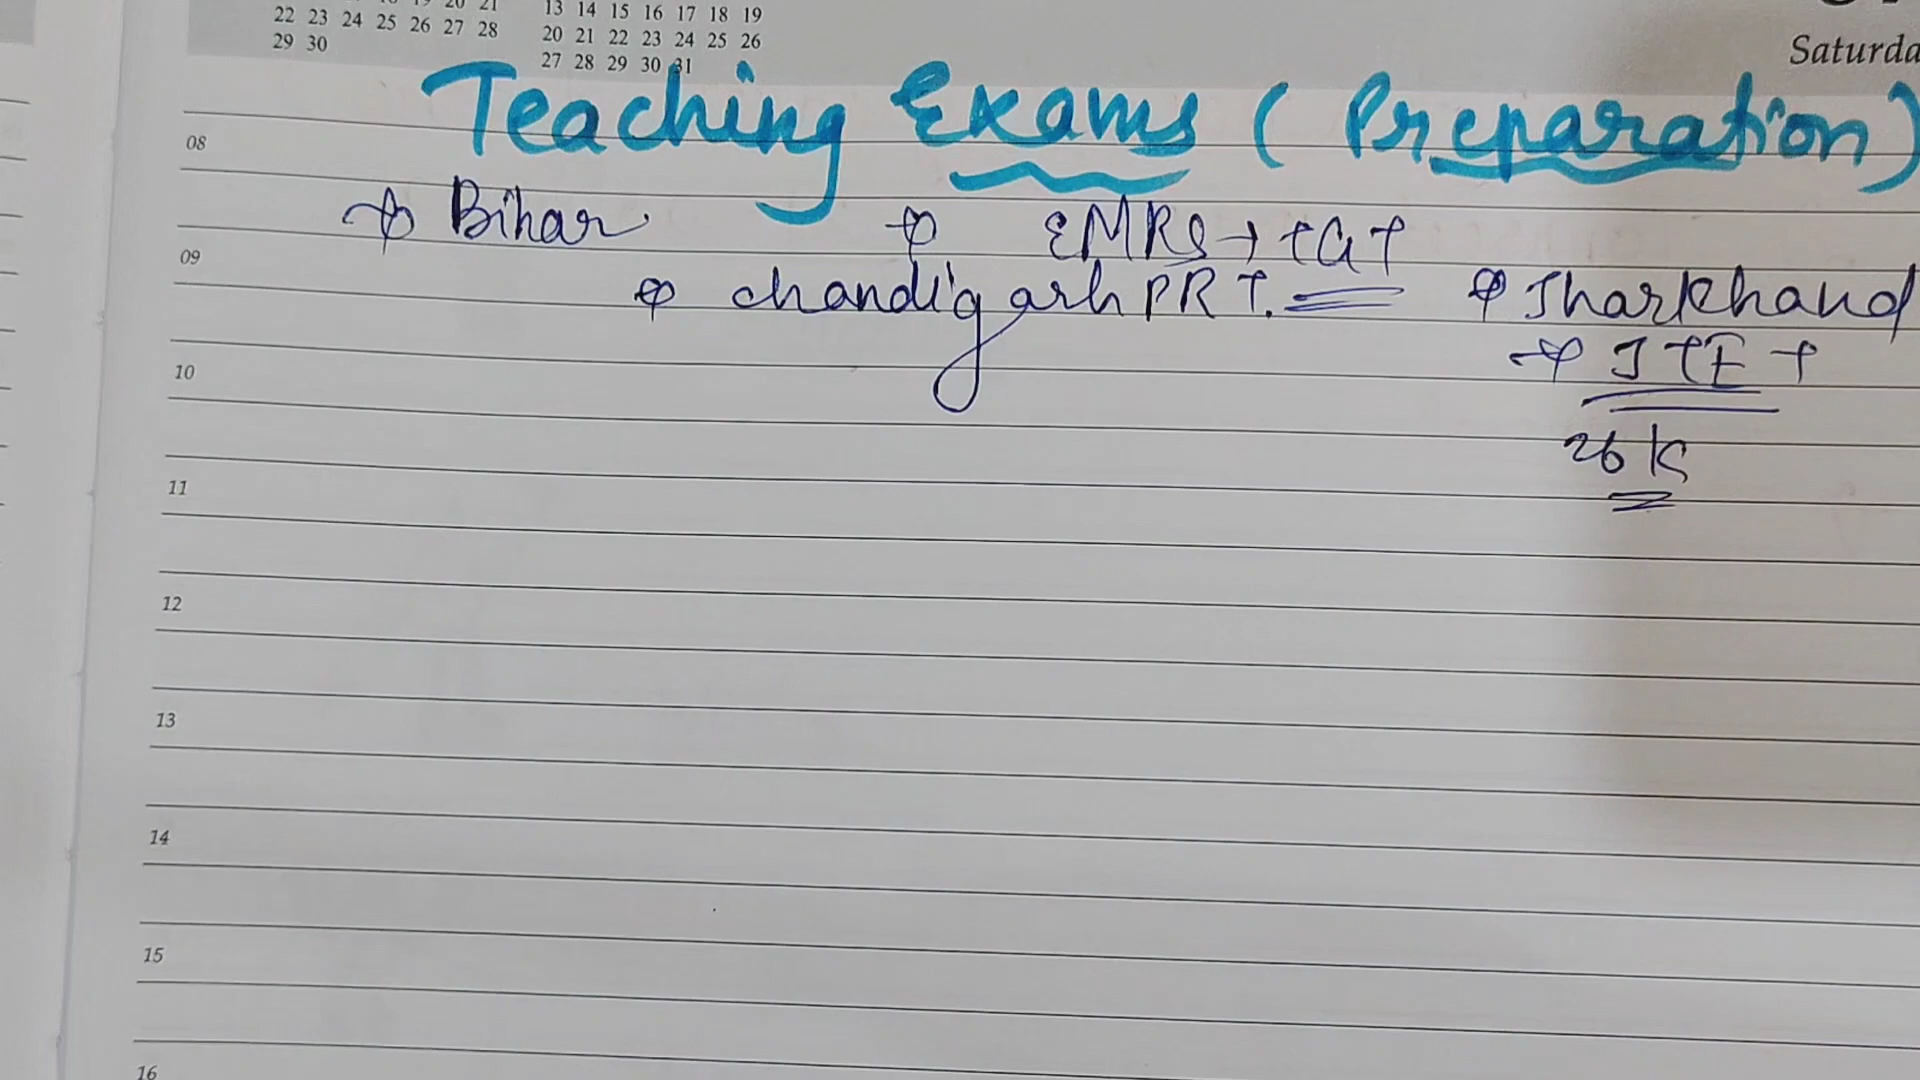 22 23 24 25 26 27 28
29 30
13 14 15 16 17 18 19
20 21 22 23 24 25 26
27 28 29 30 31
Teaching Exams (Preparation)
Bihar EMRS → TGT
Chandigarh PRT. Jharkhand
→ JTET
26 K
08
09
10
11
12
13
14
15
16